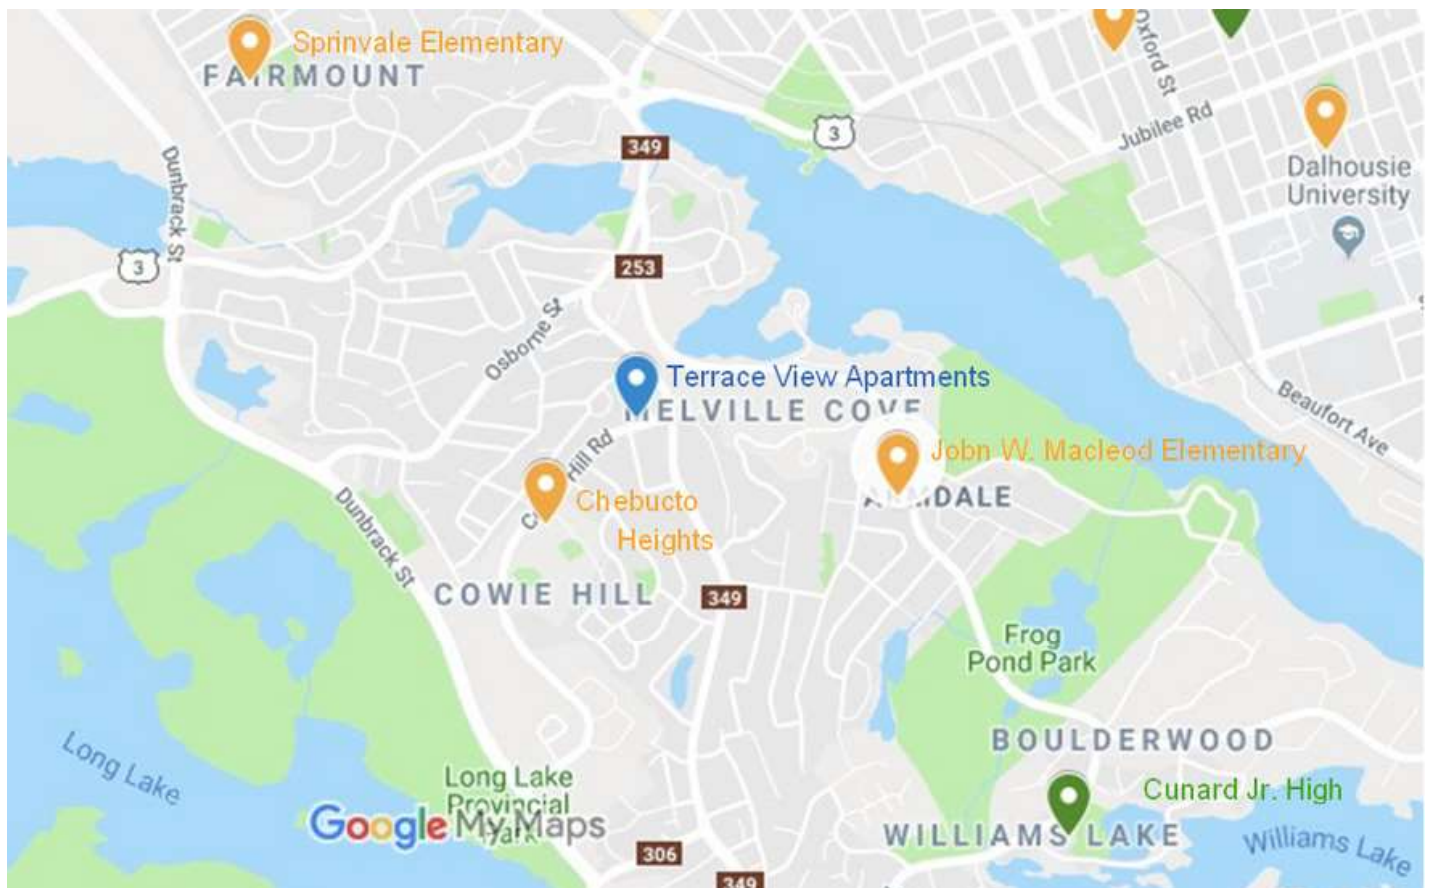 Sprinvale Elementary
FAIRMOUNT
Oxford St
Jubilee Rd
Dalhousie
University
349
3
Dunbrack St
3
253
Osborne St
Terrace View Apartments
MELVILLE COVE
Beaufort Ave
Hill Rd
Jobn W. Macleod Elementary
ARMDALE
Chebucto
Heights
Dunbrack St
COWIE HILL
349
Frog
Pond Park
BOULDERWOOD
Long Lake
Long Lake
Provincial
Park
Google My Maps
Cunard Jr. High
WILLIAMS LAKE
Williams Lake
306
349